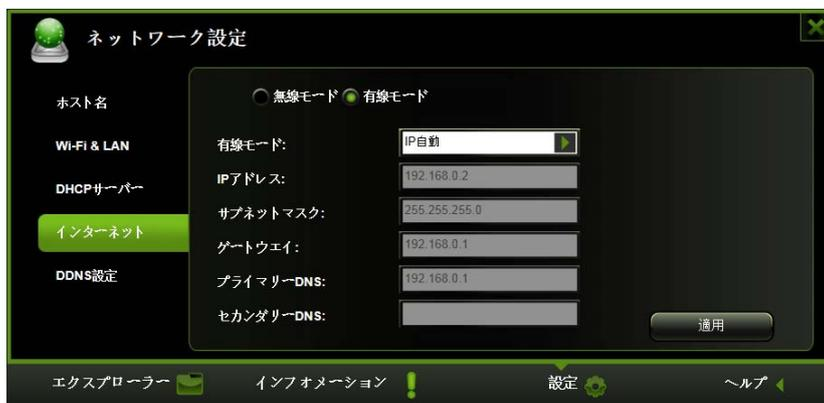 ネットワーク設定
ホスト名
Wi-Fi & LAN
DHCPサーバー
インターネット
DDNS設定
無線モード 有線モード
有線モード: IP自動
IPアドレス: 192.168.0.2
サブネットマスク: 255.255.255.0
ゲートウエイ: 192.168.0.1
プライマリーDNS: 192.168.0.1
セカンダリーDNS:
適用
エクスプローラー インフォメーション ! 設定 ヘルプ